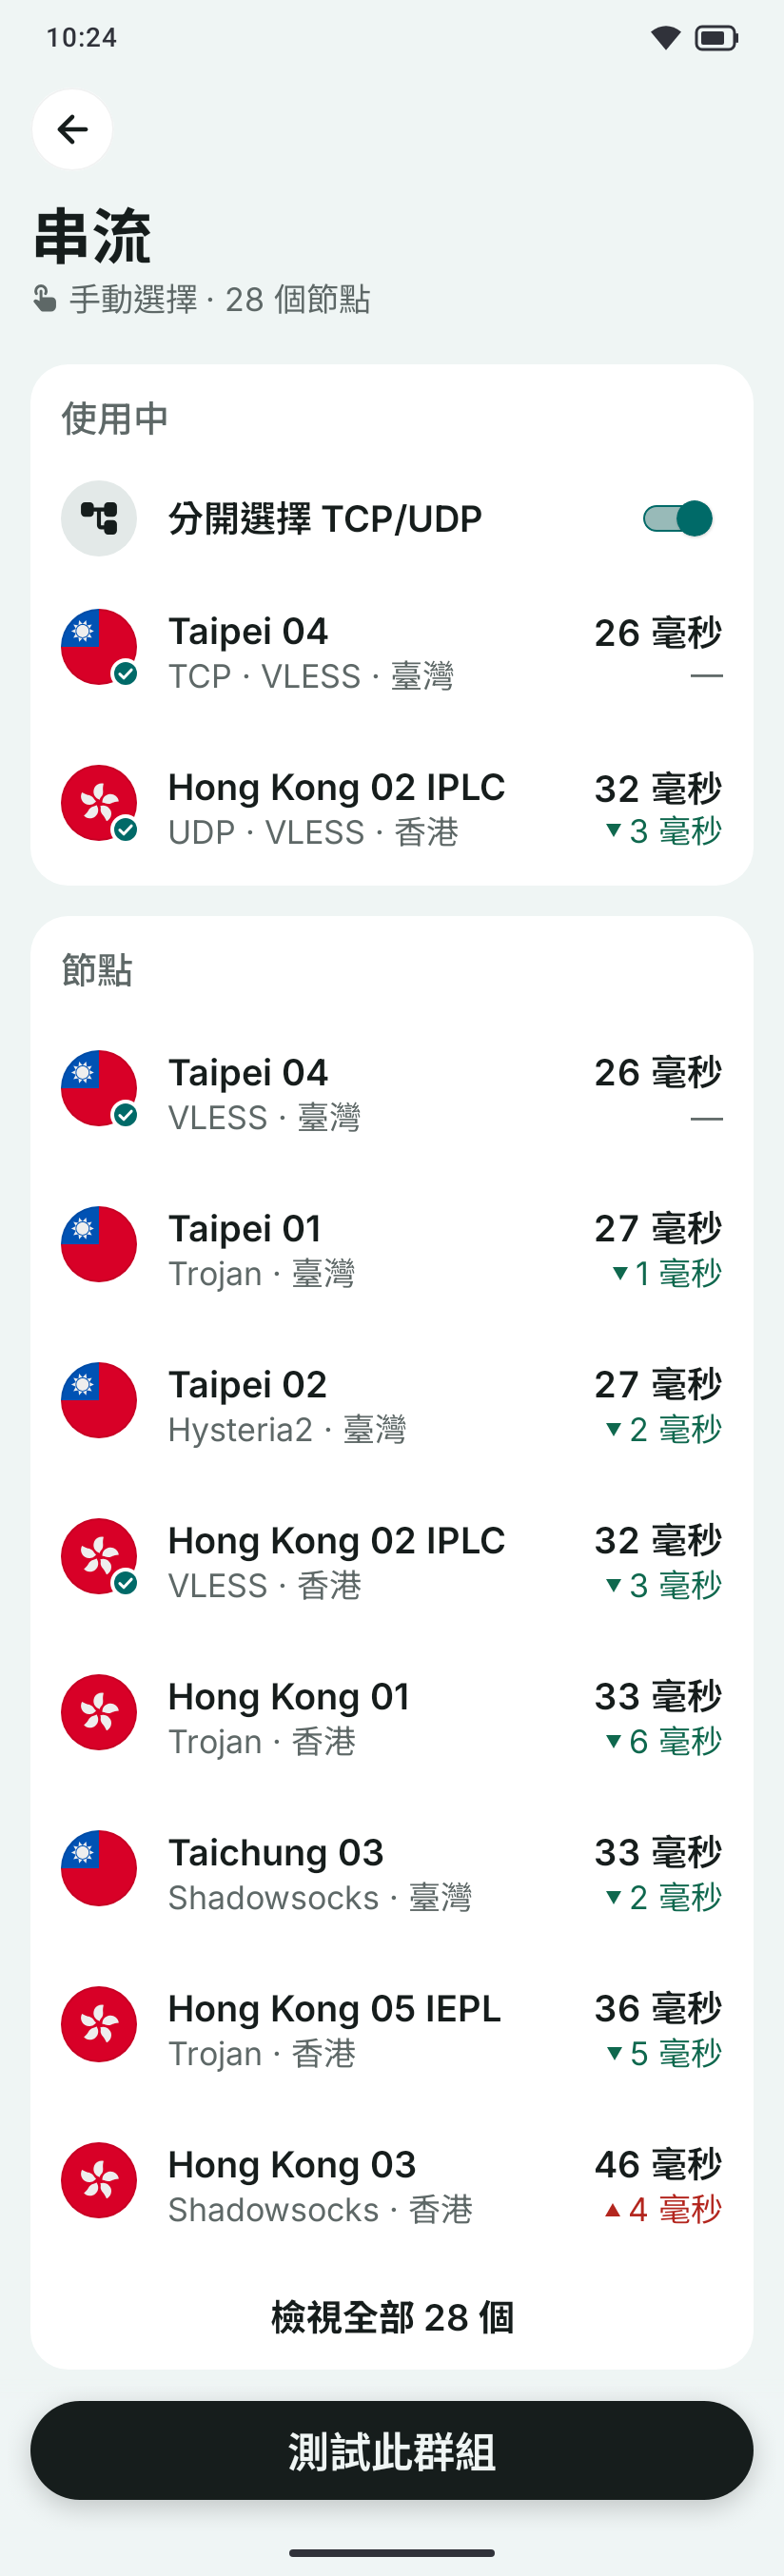 10:24
串流
手動選擇 · 28 個節點
使用中
分開選擇 TCP/UDP
Taipei 04
26 毫秒
TCP · VLESS · 臺灣
—
Hong Kong 02 IPLC
32 毫秒
UDP · VLESS · 香港
▼3 毫秒
節點
Taipei 04
26 毫秒
VLESS · 臺灣
—
Taipei 01
27 毫秒
Trojan · 臺灣
▼1 毫秒
Taipei 02
27 毫秒
Hysteria2 · 臺灣
▼2 毫秒
Hong Kong 02 IPLC
32 毫秒
VLESS · 香港
▼3 毫秒
Hong Kong 01
33 毫秒
Trojan · 香港
▼6 毫秒
Taichung 03
33 毫秒
Shadowsocks · 臺灣
▼2 毫秒
Hong Kong 05 IEPL
36 毫秒
Trojan · 香港
▼5 毫秒
Hong Kong 03
46 毫秒
Shadowsocks · 香港
▲4 毫秒
檢視全部 28 個
測試此群組